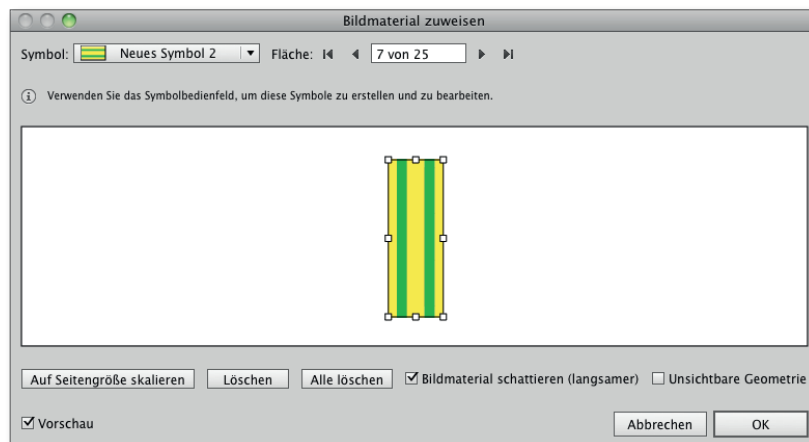 Bildmaterial zuweisen
Symbol: Neues Symbol 2 Fläche: 7 von 25
Verwenden Sie das Symbolbedienfeld, um diese Symbole zu erstellen und zu bearbeiten.
Auf Seitengröße skalieren Löschen Alle löschen Bildmaterial schattieren (langsamer) Unsichtbare Geometrie
Vorschau Abbrechen OK